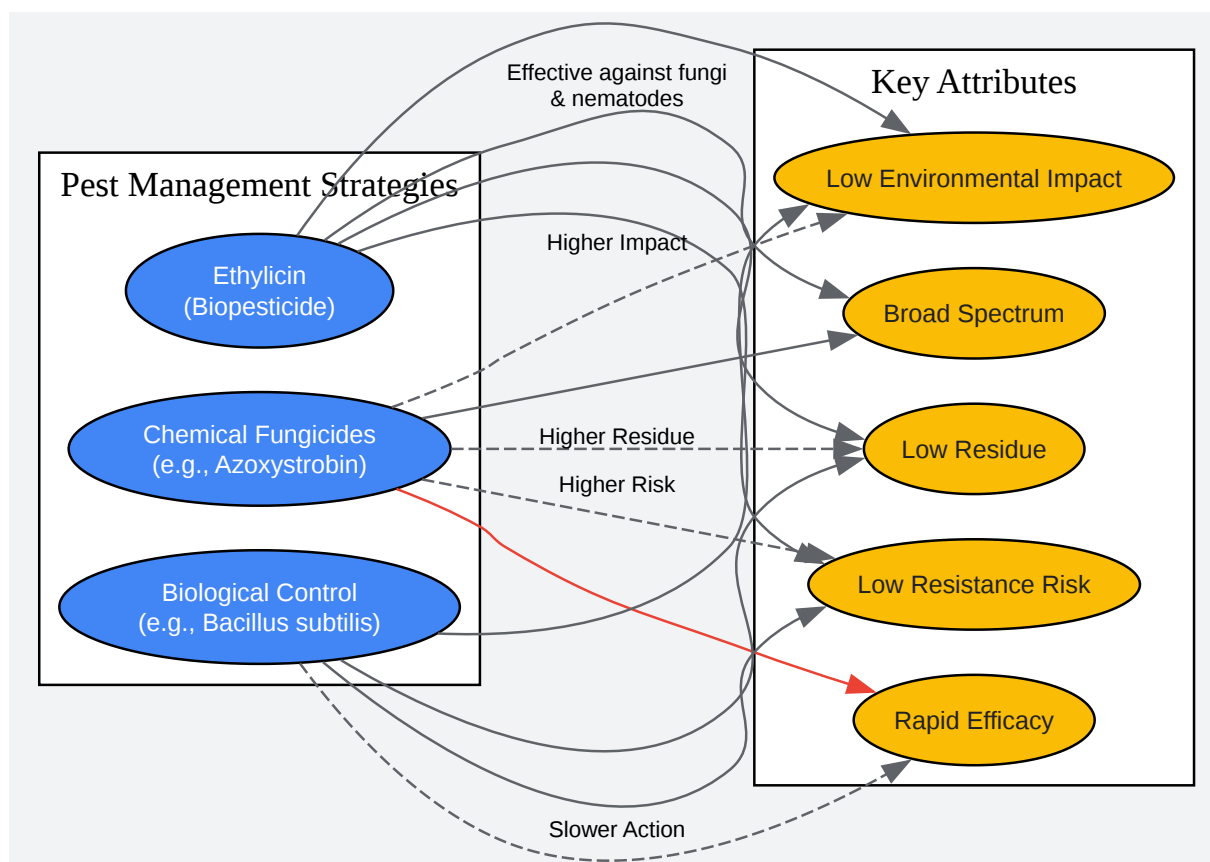 Effective against fungi
& nematodes
Key Attributes
Pest Management Strategies
Low Environmental Impact
Higher Impact
Ethylicin
(Biopesticide)
Broad Spectrum
Chemical Fungicides
(e.g., Azoxystrobin)
Higher Residue
Low Residue
Higher Risk
Biological Control
(e.g., Bacillus subtilis)
Low Resistance Risk
Rapid Efficacy
Slower Action